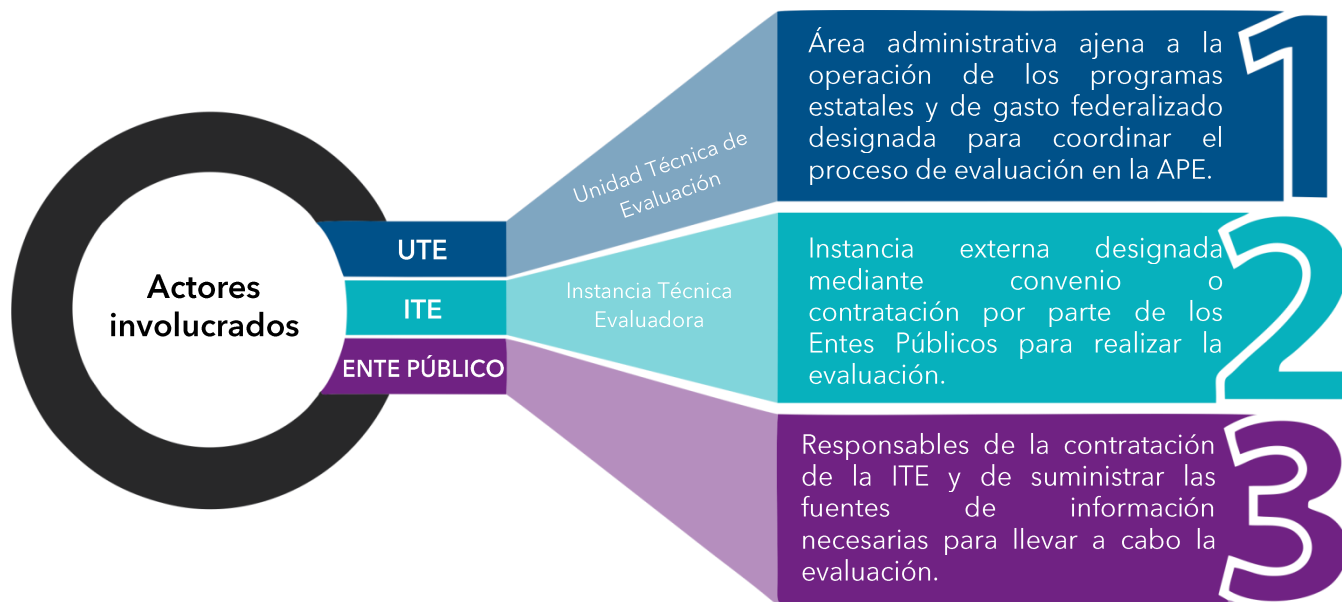 Actores
involucrados
UTE
ITE
ENTE PÚBLICO
Unidad Técnica de
Evaluación
Instancia Técnica
Evaluadora
Área administrativa ajena a la
operación de los programas
estatales y de gasto federalizado
designada para coordinar el
proceso de evaluación en la APE.
1
Instancia externa designada
mediante convenio o
contratación por parte de los
Entes Públicos para realizar la
evaluación.
2
Responsables de la contratación
de la ITE y de suministrar las
fuentes de información
necesarias para llevar a cabo la
evaluación.
3